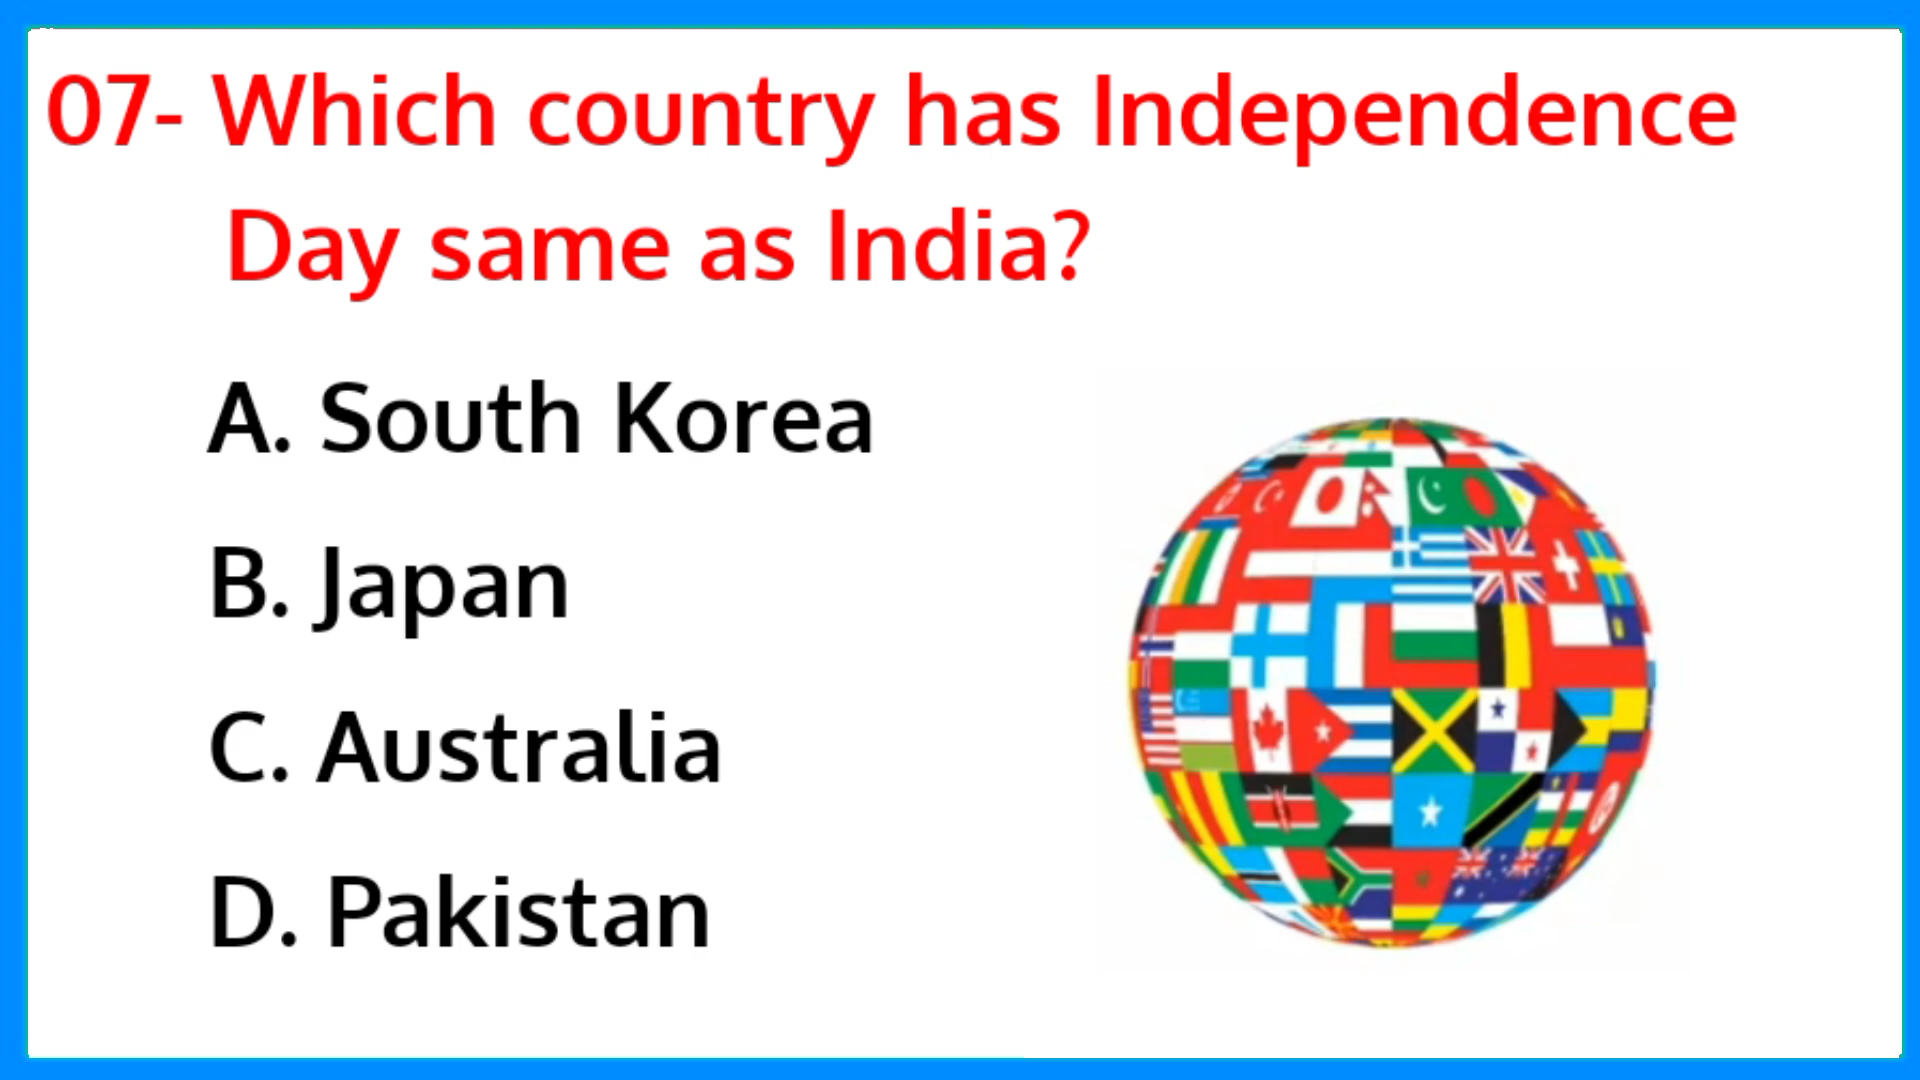 07- Which country has Independence
Day same as India?
A. South Korea
B. Japan
C. Australia
D. Pakistan